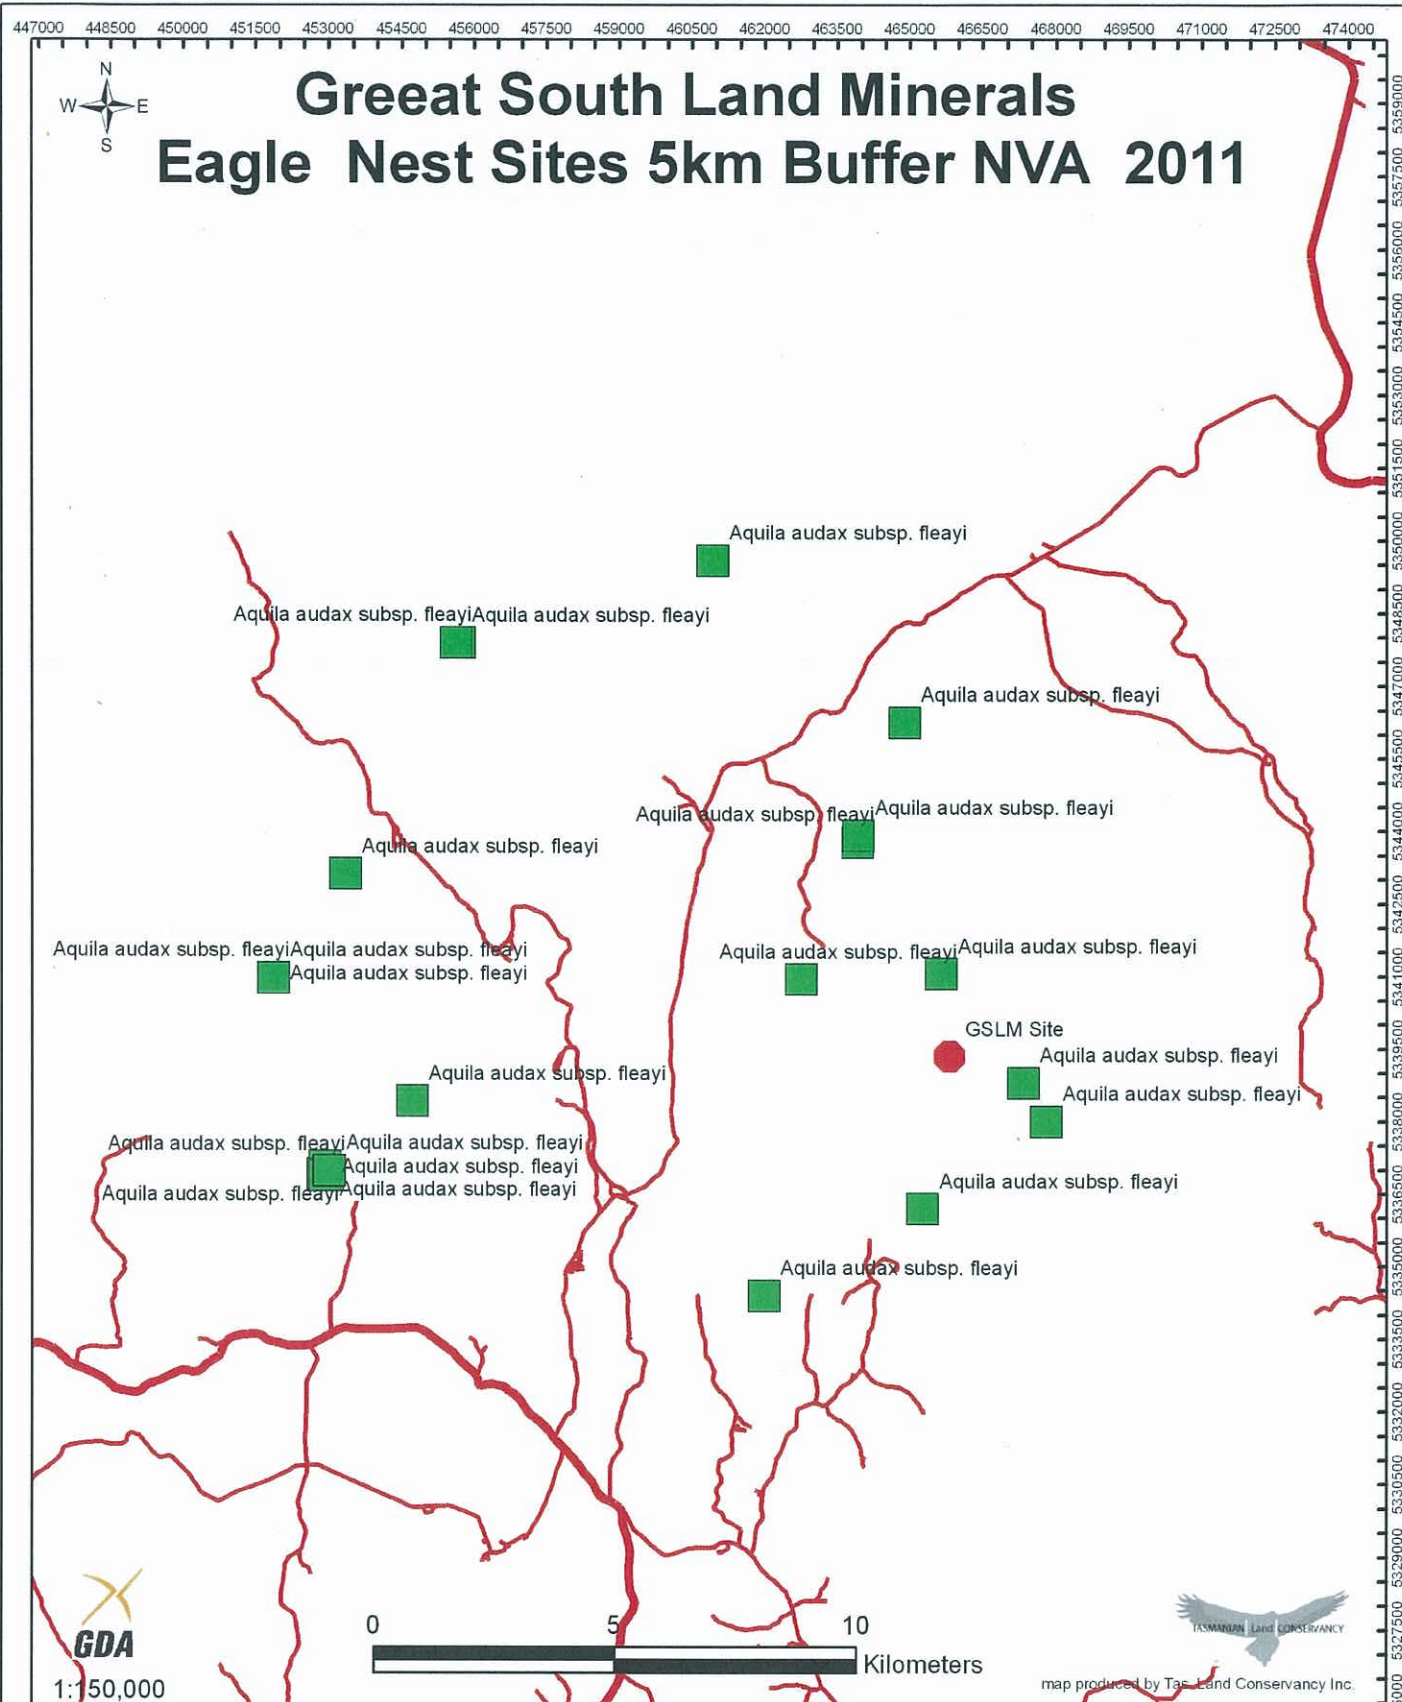 447000 448500 450000 451500 453000 454500 456000 457500 459000 460500 462000 463500 465000 466500 468000 469500 471000 472500 474000
N
W E
S
Greeat South Land Minerals
Eagle Nest Sites 5km Buffer NVA 2011
5359000
5357500
5356000
5354500
5353000
5351500
5350000
5348500
5347000
5345500
5344000
5342500
5341000
5339500
5338000
5336500
5335000
5333500
5332000
5330500
5329000
5327500
Aquila audax subsp. fleayi
Aquila audax subsp. fleayiAquila audax subsp. fleayi
Aquila audax subsp. fleayi
Aquila audax subsp. fleayiAquila audax subsp. fleayi
Aquila audax subsp. fleayi
Aquila audax subsp. fleayiAquila audax subsp. fleayi
Aquila audax subsp. fleayi
Aquila audax subsp. fleayiAquila audax subsp. fleayi
GSLM Site
Aquila audax subsp. fleayi
Aquila audax subsp. fleayi
Aquila audax subsp. fleayi
Aquila audax subsp. fleayiAquila audax subsp. fleayi
Aquila audax subsp. fleayi
Aquila audax subsp. fleayiAquila audax subsp. fleayi
Aquila audax subsp. fleayi
Aquila audax subsp. fleayi
GDA
1:150,000
0 5 10
Kilometers
TASMANIAN Land CONSERVANCY
map produced by Tas. Land Conservancy Inc.